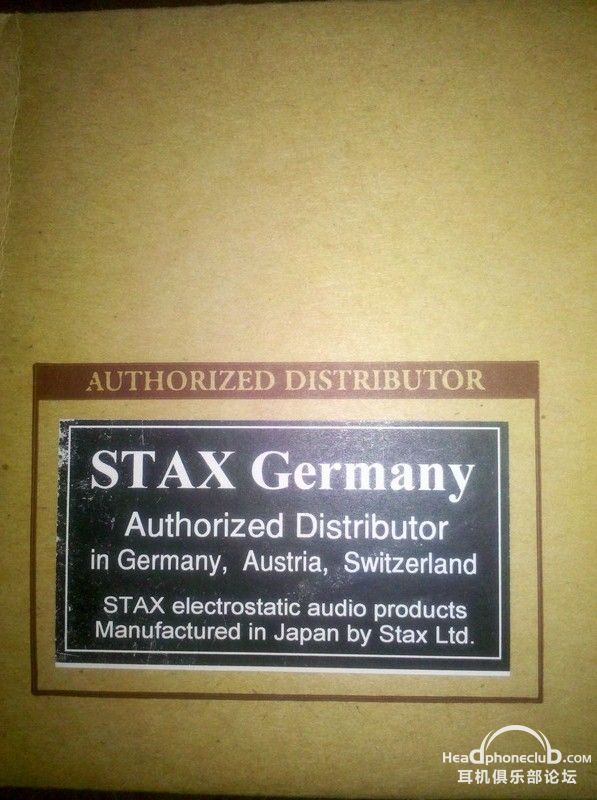 AUTHORIZED DISTRIBUTOR
STAX Germany
Authorized Distributor
in Germany, Austria, Switzerland
STAX electrostatic audio products
Manufactured in Japan by Stax Ltd.
HeadphoneclubD.com
耳机俱乐部论坛